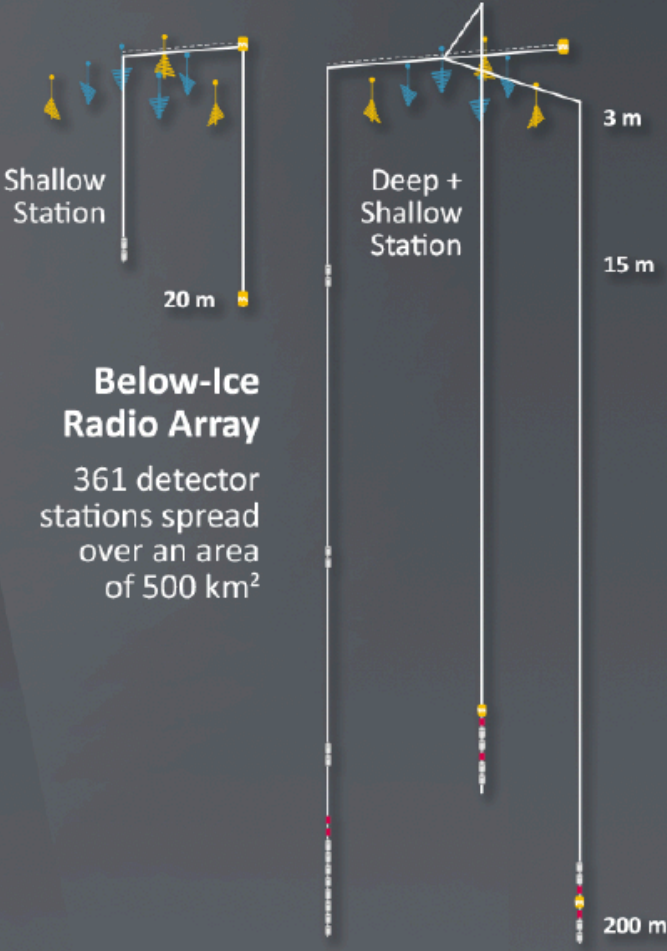 Shallow
Station
20 m
Deep +
Shallow
Station
3 m
15 m
200 m
Below-Ice
Radio Array
361 detector
stations spread
over an area
of 500 km²